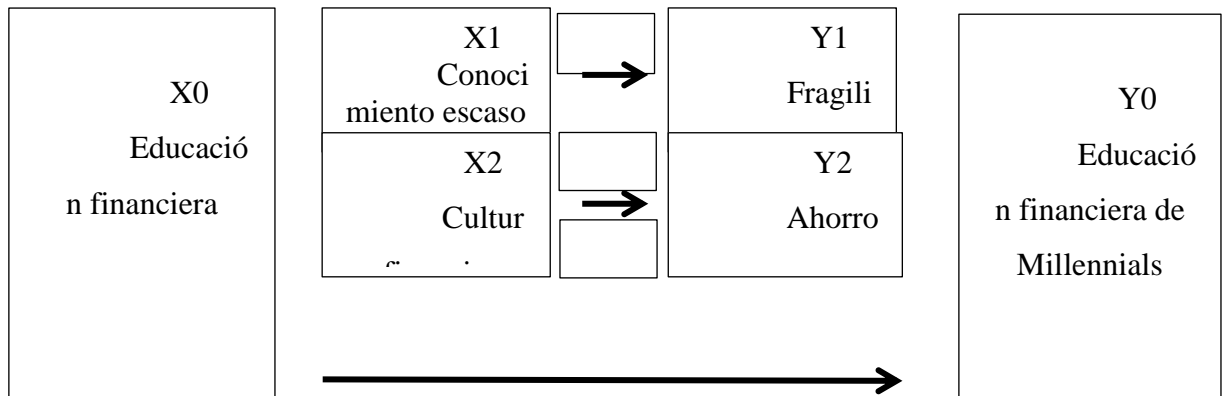 X0
Educació
n financiera
X1
Conoci
miento escaso
X2
Cultur
Y1
Fragili
Y2
Ahorro
Y0
Educació
n financiera de
Millennials